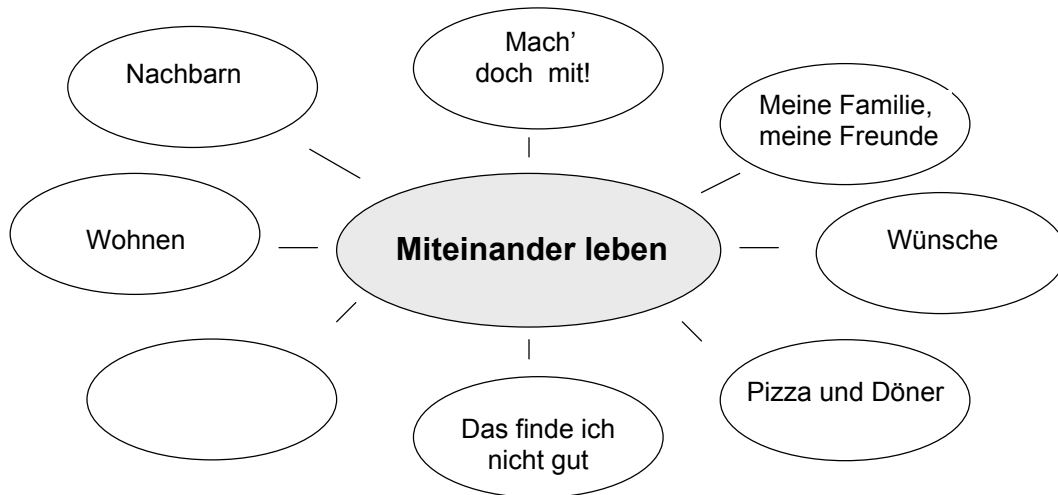 Mach’
doch mit!
Nachbarn
Meine Familie,
meine Freunde
Wohnen
Miteinander leben
Wünsche
Pizza und Döner
Das finde ich
nicht gut